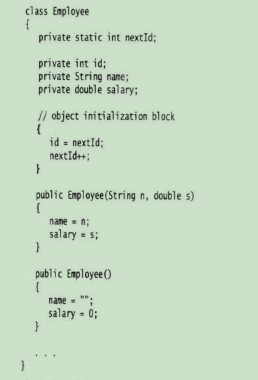 class Employee
{
   private static int nextId;

   private int id;
   private String name;
   private double salary;

   // object initialization block
   {
      id = nextId;
      nextId++;
   }

   public Employee(String n, double s)
   {
      name = n;
      salary = s;
   }

   public Employee()
   {
      name = "";
      salary = 0;
   }

   . . .
}